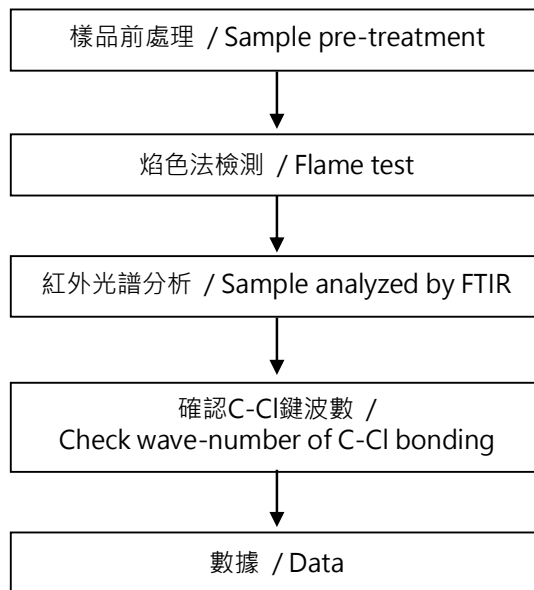 樣品前處理 / Sample pre-treatment
焰色法檢測 / Flame test
紅外光譜分析 / Sample analyzed by FTIR
確認C-Cl鍵波數 /
Check wave-number of C-Cl bonding
數據 / Data